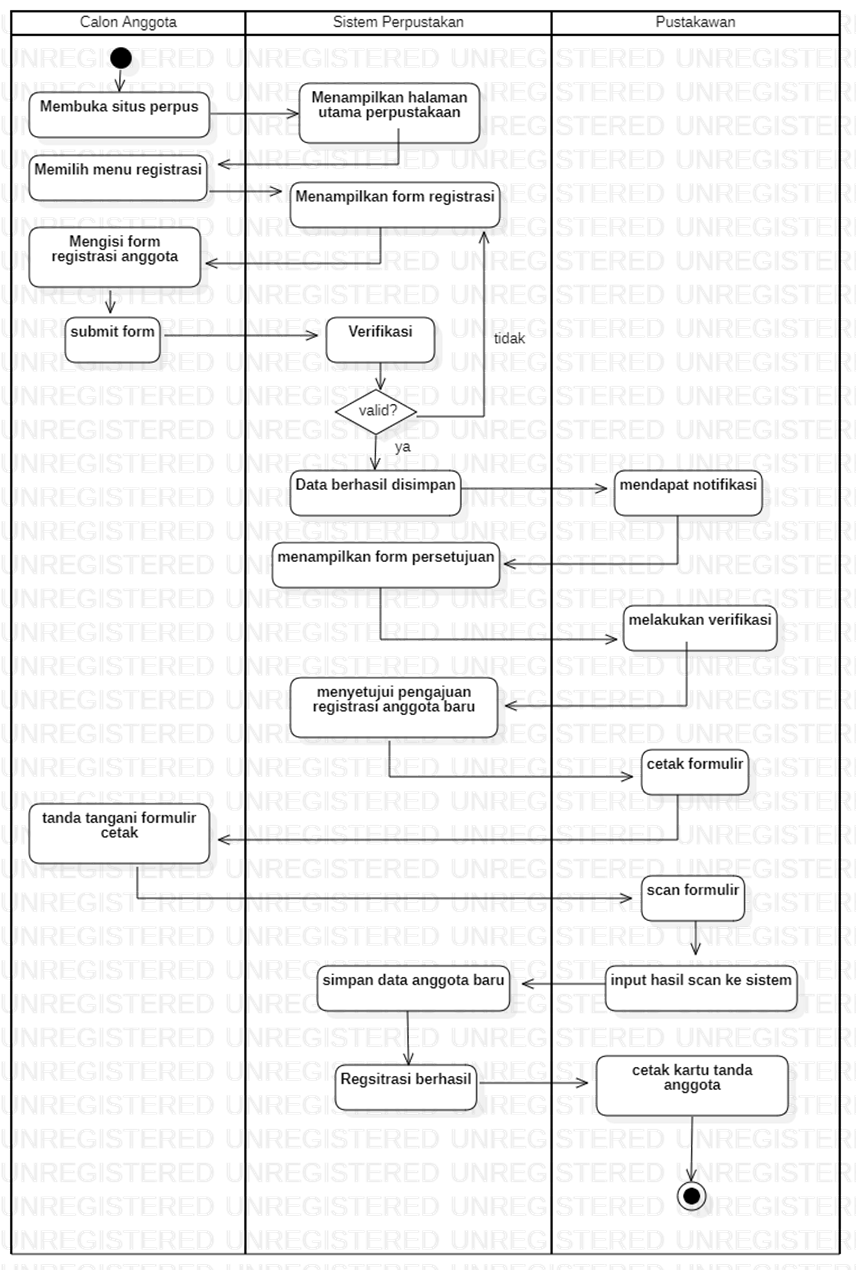 Calon Anggota
Sistem Perpustakan
Pustakawan
Membuka situs perpus
Menampilkan halaman
utama perpustakaan
Memilih menu registrasi
Menampilkan form registrasi
Mengisi form
registrasi anggota
submit form
Verifikasi
tidak
valid?
ya
Data berhasil disimpan
mendapat notifikasi
menampilkan form persetujuan
melakukan verifikasi
menyetujui pengajuan
registrasi anggota baru
cetak formulir
tanda tangani formulir
cetak
scan formulir
simpan data anggota baru
input hasil scan ke sistem
Regsitrasi berhasil
cetak kartu tanda
anggota
UNREGISTERED